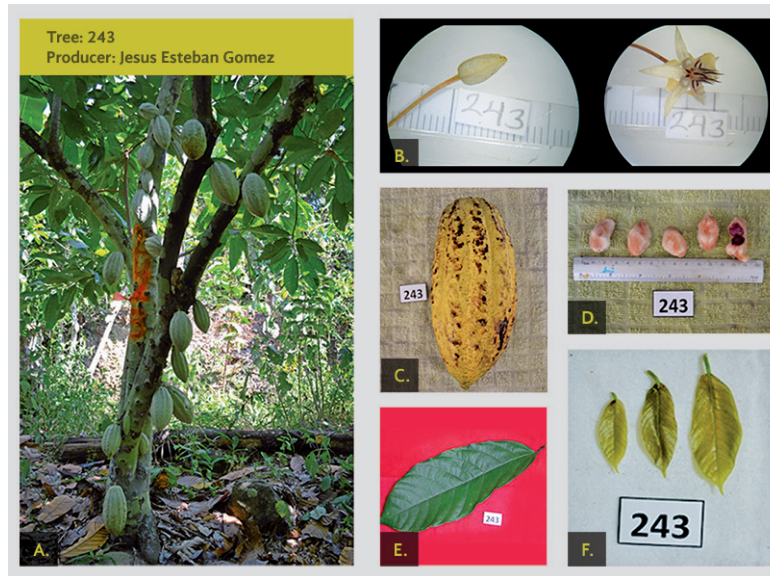 Tree: 243
Producer: Jesus Esteban Gomez
A.
243
243
B.
243
C.
243
D.
243
E.
243
F.